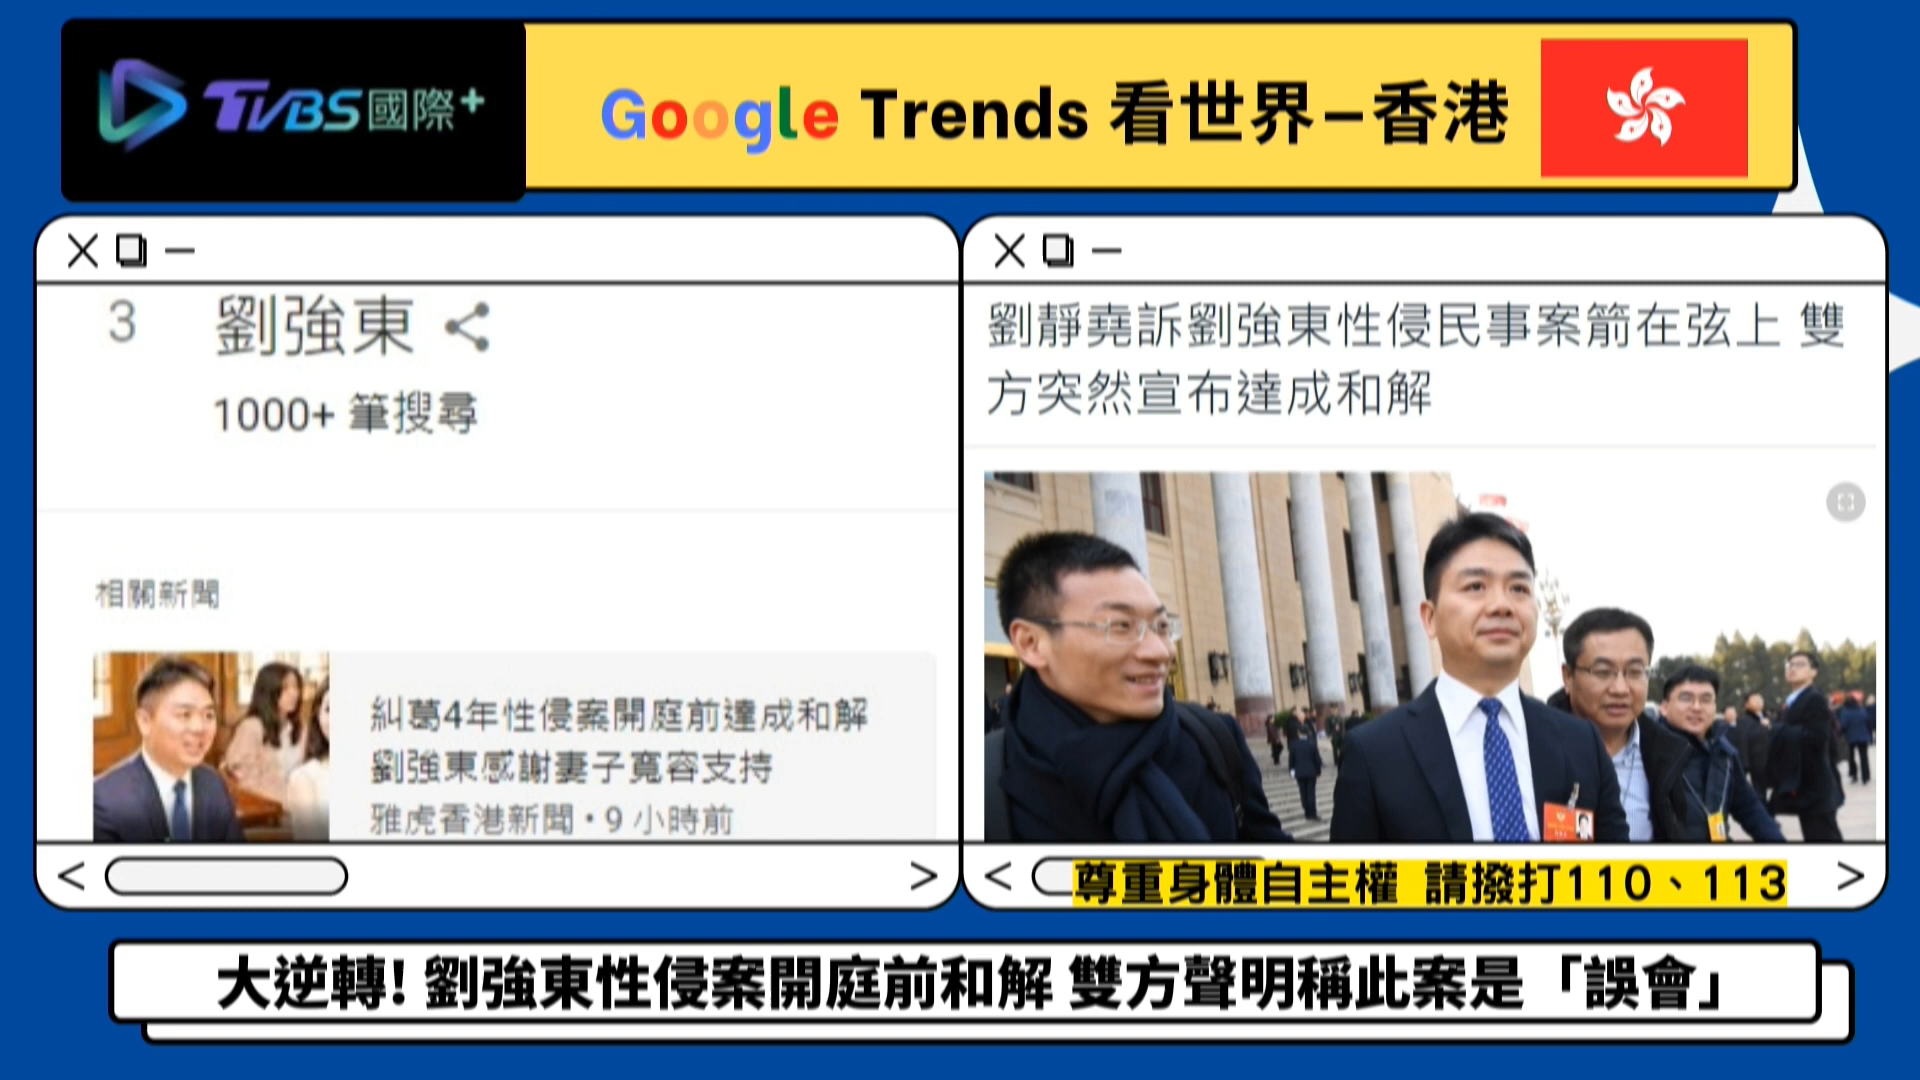 TVBS國際+
Google Trends 看世界-香港
3 劉強東
1000+ 筆搜尋
相關新聞
糾葛4年性侵案開庭前達成和解
劉強東感謝妻子寬容支持
雅虎香港新聞・9 小時前
劉靜堯訴劉強東性侵民事案箭在弦上 雙
方突然宣布達成和解
尊重身體自主權 請撥打110、113
大逆轉! 劉強東性侵案開庭前和解 雙方聲明稱此案是「誤會」